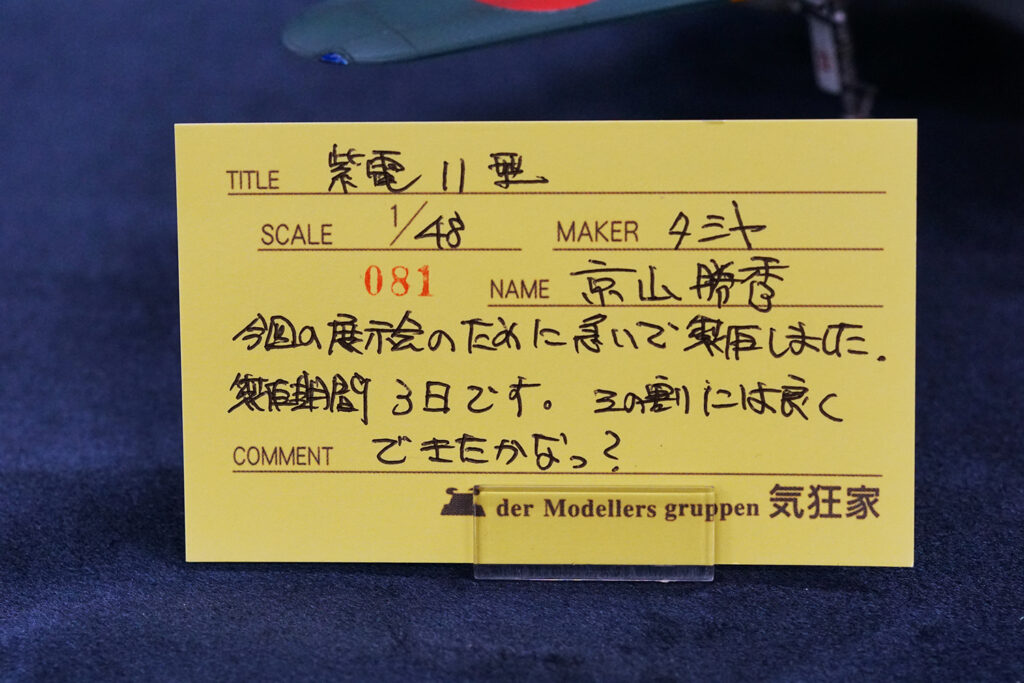 TITLE 紫電11型
SCALE 1/48 MAKER タミヤ
081 NAME 京山勝香
今回の展示会のために急いで製作しました.
製作期間3日です。その割には良く
COMMENT できたかなっ?
der Modellers gruppen 気狂家